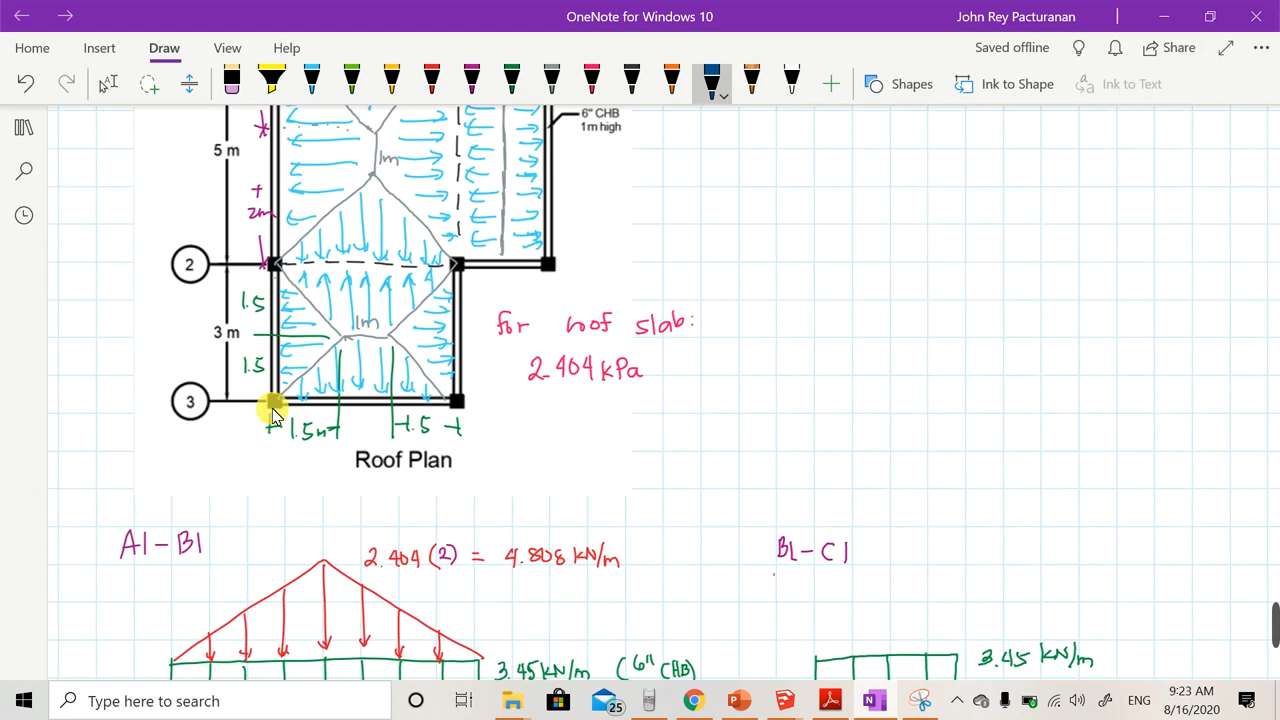 OneNote for Windows 10
John Rey Pacturanan
Home Insert Draw View Help
Saved offline
Share
Shapes
Ink to Shape
Ink to Text
6" CHB
1m high
5 m
1m
+
2m
2
1.5
3 m
1m
1.5
for roof slab:
2.404 kPa
3
1.5m
1.5
Roof Plan
A1 - B1
2.404 (2) = 4.808 KN/m
B1 - C1
3.45 KN/m (6" CHB)
3.45 KN/m
Type here to search
25
ENG
9:23 AM
8/16/2020